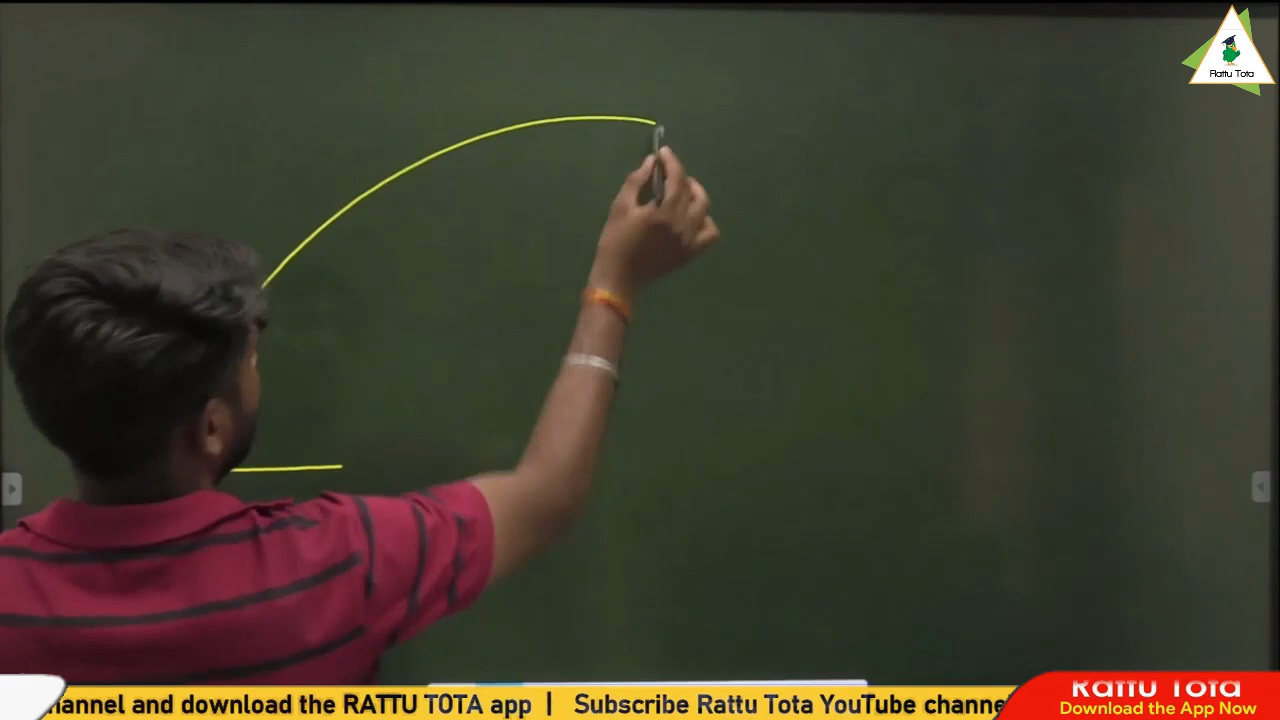 Rattu Tota
hannel and download the RATTU TOTA app | Subscribe Rattu Tota YouTube channe
Rattu Tota
Download the App Now